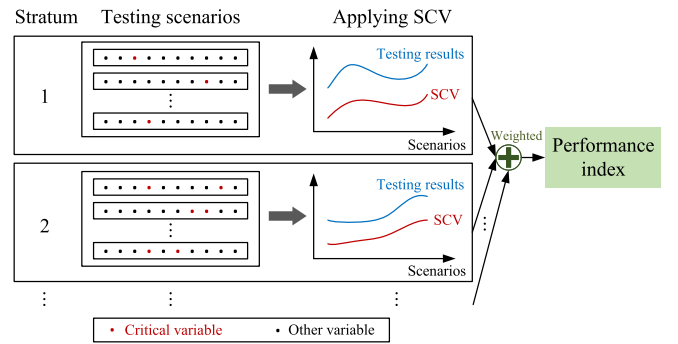 Stratum Testing scenarios Applying SCV
1
Testing results
SCV
Scenarios
Weighted
Performance
index
2
Testing results
SCV
Scenarios
Critical variable Other variable